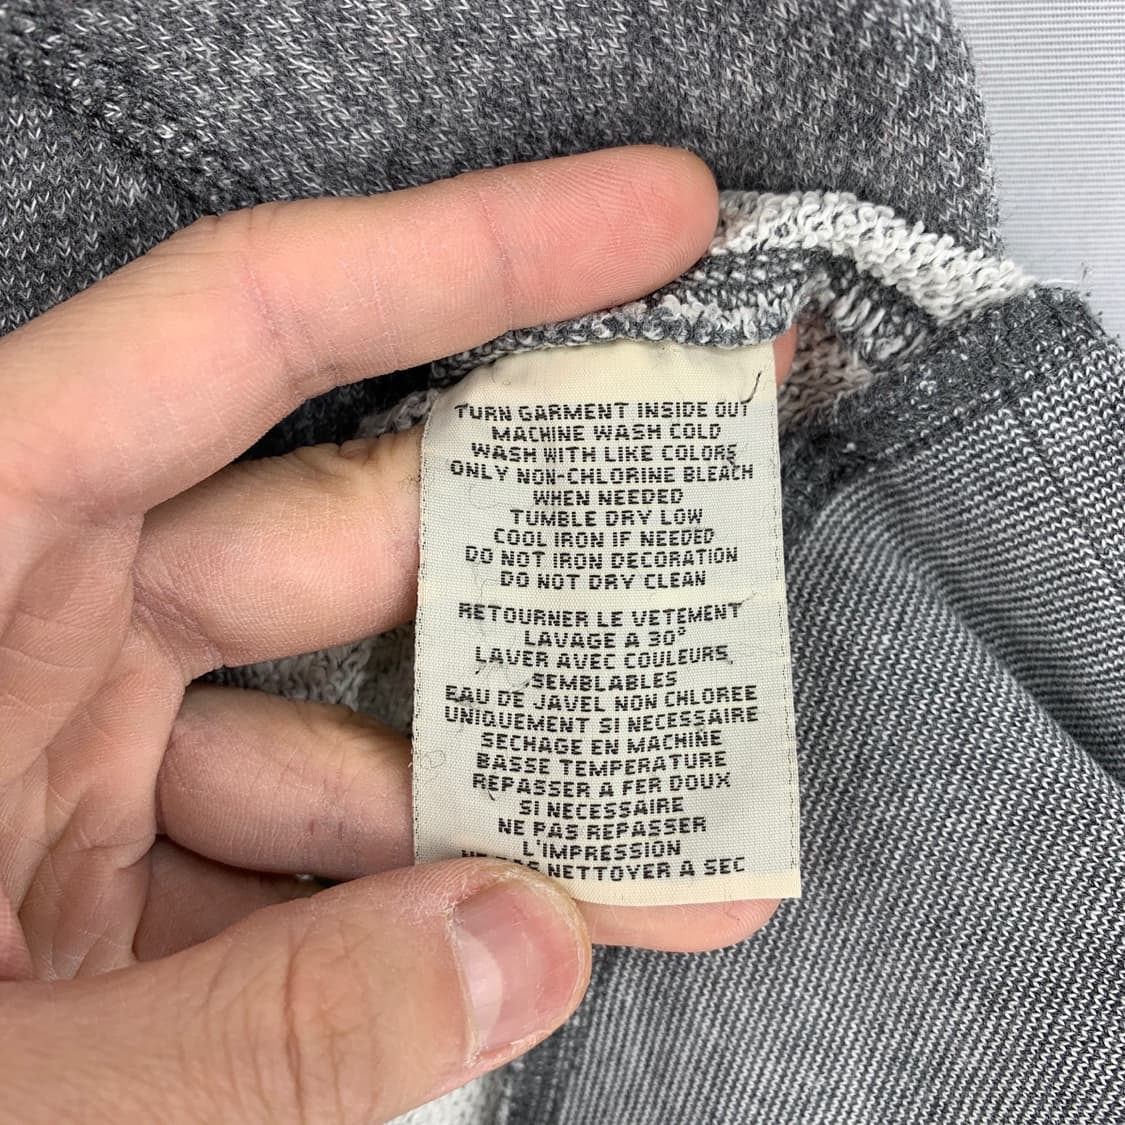 TURN GARMENT INSIDE OUT
MACHINE WASH COLD
WASH WITH LIKE COLORS
ONLY NON-CHLORINE BLEACH
WHEN NEEDED
TUMBLE DRY LOW
COOL IRON IF NEEDED
DO NOT IRON DECORATION
DO NOT DRY CLEAN
RETOURNER LE VETEMENT
LAVAGE A 30°
LAVER AVEC COULEURS
SEMBLABLES
EAU DE JAVEL NON CHLOREE
UNIQUEMENT SI NECESSAIRE
SECHAGE EN MACHINE
BASSE TEMPERATURE
REPASSER A FER DOUX
SI NECESSAIRE
NE PAS REPASSER
L'IMPRESSION
NE PAS NETTOYER A SEC